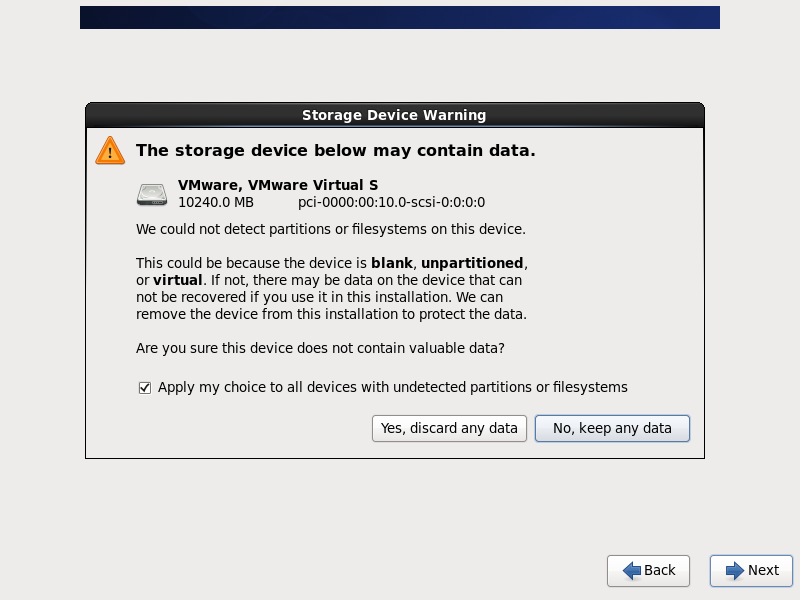 Storage Device Warning
The storage device below may contain data.
VMware, VMware Virtual S
10240.0 MB pci-0000:00:10.0-scsi-0:0:0:0
We could not detect partitions or filesystems on this device.
This could be because the device is blank, unpartitioned,
or virtual. If not, there may be data on the device that can
not be recovered if you use it in this installation. We can
remove the device from this installation to protect the data.
Are you sure this device does not contain valuable data?
Apply my choice to all devices with undetected partitions or filesystems
Yes, discard any data No, keep any data
Back Next